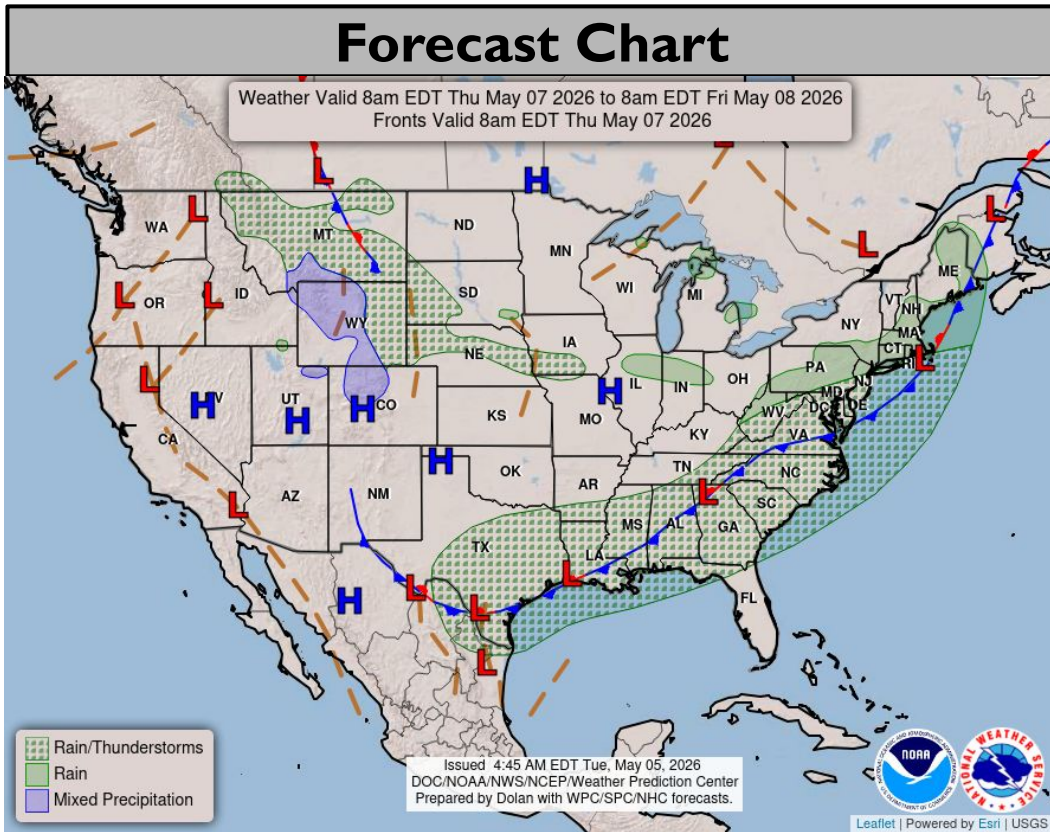 Forecast Chart
Weather Valid 8am EDT Thu May 07 2026 to 8am EDT Fri May 08 2026
Fronts Valid 8am EDT Thu May 07 2026
L
H
L
L
L
L
WA
MT
ND
MN
ME
L
L
OR
ID
WY
SD
WI
MI
VT
NH
NY
MA
CT
RI
L
L
H
V
UT
H
H
CO
NE
IA
H
IL
IN
OH
PA
NJ
MD
DC
DE
WV
VA
CA
KS
MO
KY
H
OK
TN
NC
L
AZ
NM
AR
L
SC
MS
AL
GA
TX
LA
H
L
L
L
FL
L
Rain/Thunderstorms
Rain
Mixed Precipitation
Issued 4:45 AM EDT Tue, May 05, 2026
DOC/NOAA/NWS/NCEP/Weather Prediction Center
Prepared by Dolan with WPC/SPC/NHC forecasts.
NOAA
NATIONAL WEATHER SERVICE
Leaflet | Powered by Esri | USGS